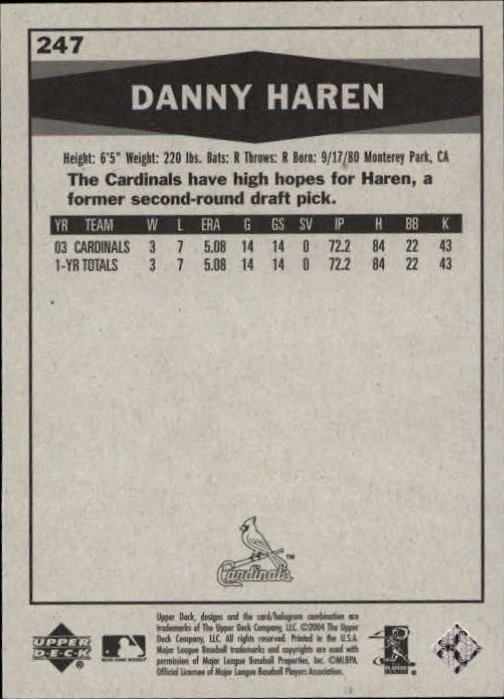 247
DANNY HAREN
Height: 6'5" Weight: 220 lbs. Bats: R Throws: R Born: 9/17/80 Monterey Park, CA
The Cardinals have high hopes for Haren, a
former second-round draft pick.
YR TEAM W L ERA G GS SV IP H BB K
03 CARDINALS 3 7 5.08 14 14 0 72.2 84 22 43
1-YR TOTALS 3 7 5.08 14 14 0 72.2 84 22 43
Cardinals ™
Upper Deck, designs and the card/hologram combination are
trademarks of The Upper Deck Company, LLC. ©2004 The Upper
Deck Company, LLC. All rights reserved. Printed in the U.S.A.
Major League Baseball trademarks and copyrights are used with
permission of Major League Baseball Properties, Inc. ©MLBPA,
Official Licensee of Major League Baseball Players Association.
UPPER
D·E·C·K ®